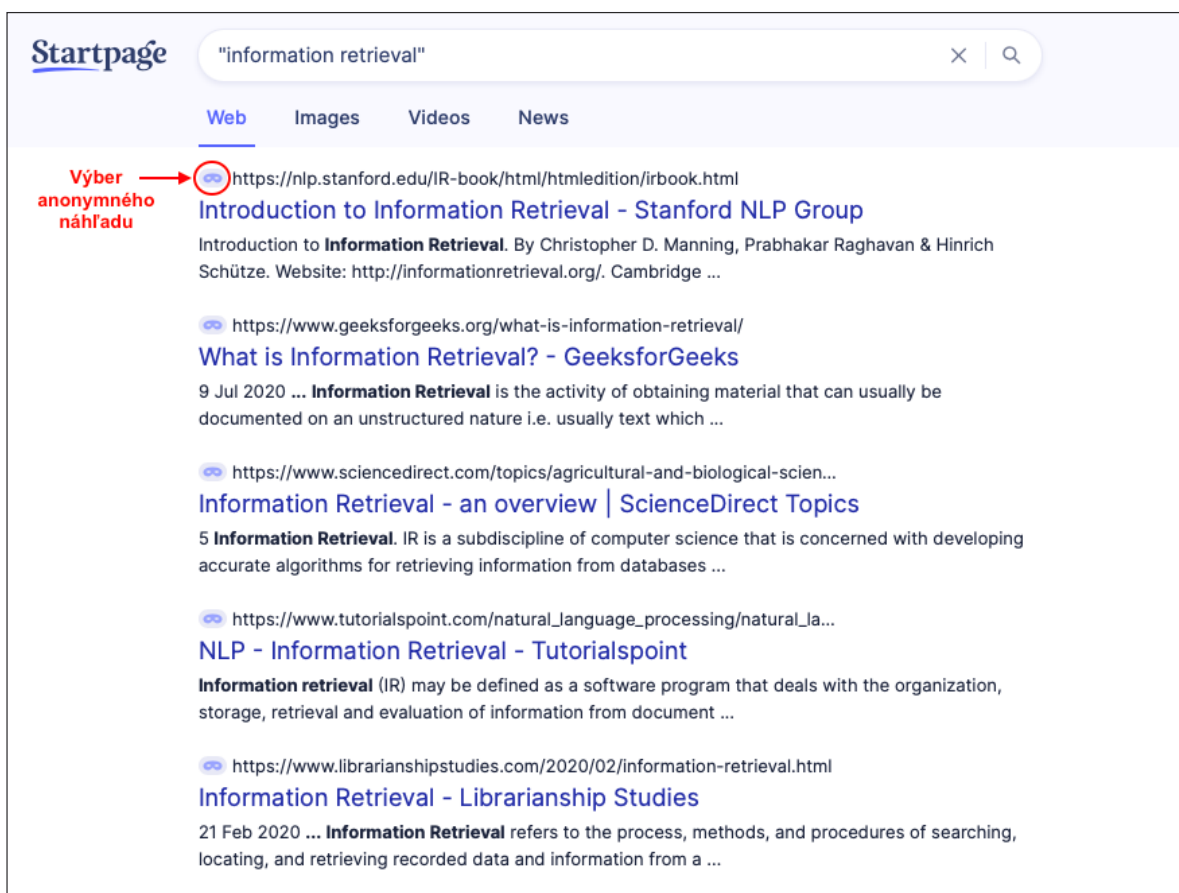 Startpage
"information retrieval"
Web Images Videos News
Výber
anonymného
náhľadu
https://nlp.stanford.edu/IR-book/html/htmledition/irbook.html
Introduction to Information Retrieval - Stanford NLP Group
Introduction to Information Retrieval. By Christopher D. Manning, Prabhakar Raghavan & Hinrich
Schütze. Website: http://informationretrieval.org/. Cambridge ...
https://www.geeksforgeeks.org/what-is-information-retrieval/
What is Information Retrieval? - GeeksforGeeks
9 Jul 2020 ... Information Retrieval is the activity of obtaining material that can usually be
documented on an unstructured nature i.e. usually text which ...
https://www.sciencedirect.com/topics/agricultural-and-biological-scien...
Information Retrieval - an overview | ScienceDirect Topics
5 Information Retrieval. IR is a subdiscipline of computer science that is concerned with developing
accurate algorithms for retrieving information from databases ...
https://www.tutorialspoint.com/natural_language_processing/natural_la...
NLP - Information Retrieval - Tutorialspoint
Information retrieval (IR) may be defined as a software program that deals with the organization,
storage, retrieval and evaluation of information from document ...
https://www.librarianshipstudies.com/2020/02/information-retrieval.html
Information Retrieval - Librarianship Studies
21 Feb 2020 ... Information Retrieval refers to the process, methods, and procedures of searching,
locating, and retrieving recorded data and information from a ...